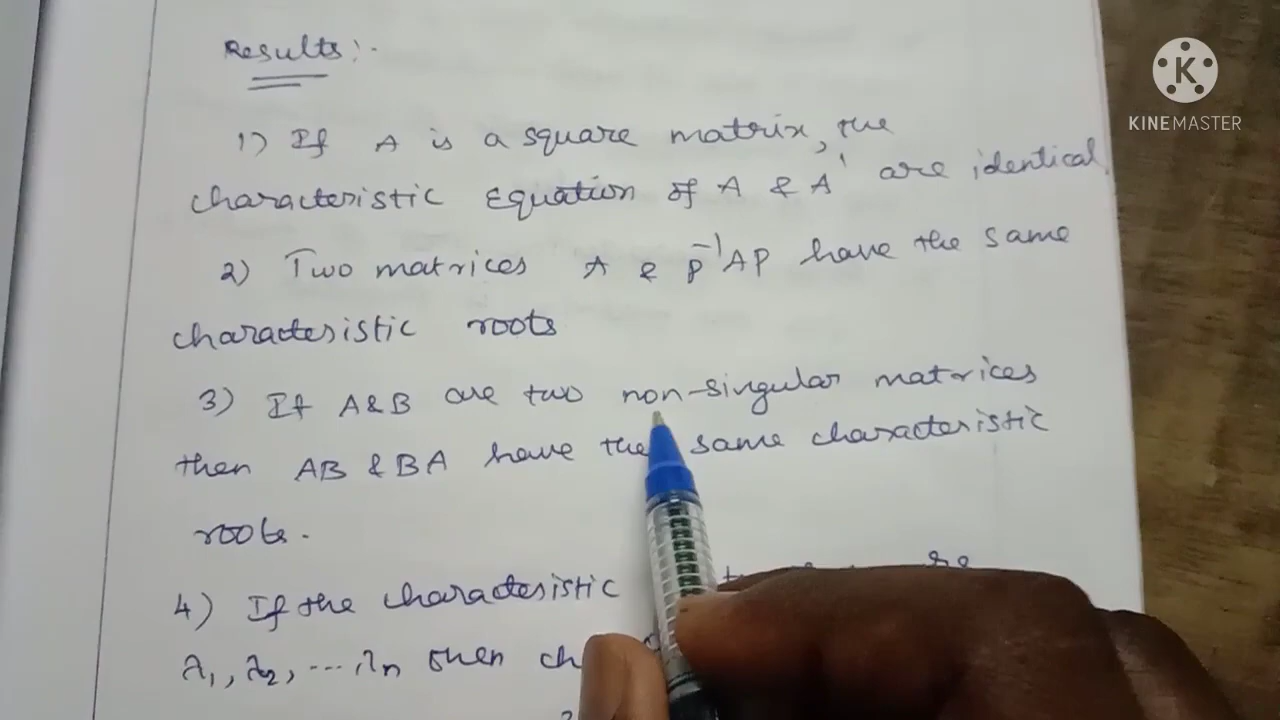 Results:-
K
KINEMASTER
1) If A is a square matrix, the
characteristic Equation of A & A' are identical
2) Two matrices A & P⁻¹AP have the same
characteristic roots
3) If A&B are two non-singular matrices
then AB & BA have the same characteristic
roots.
4) If the characteristic
λ₁, λ₂, ... λn then